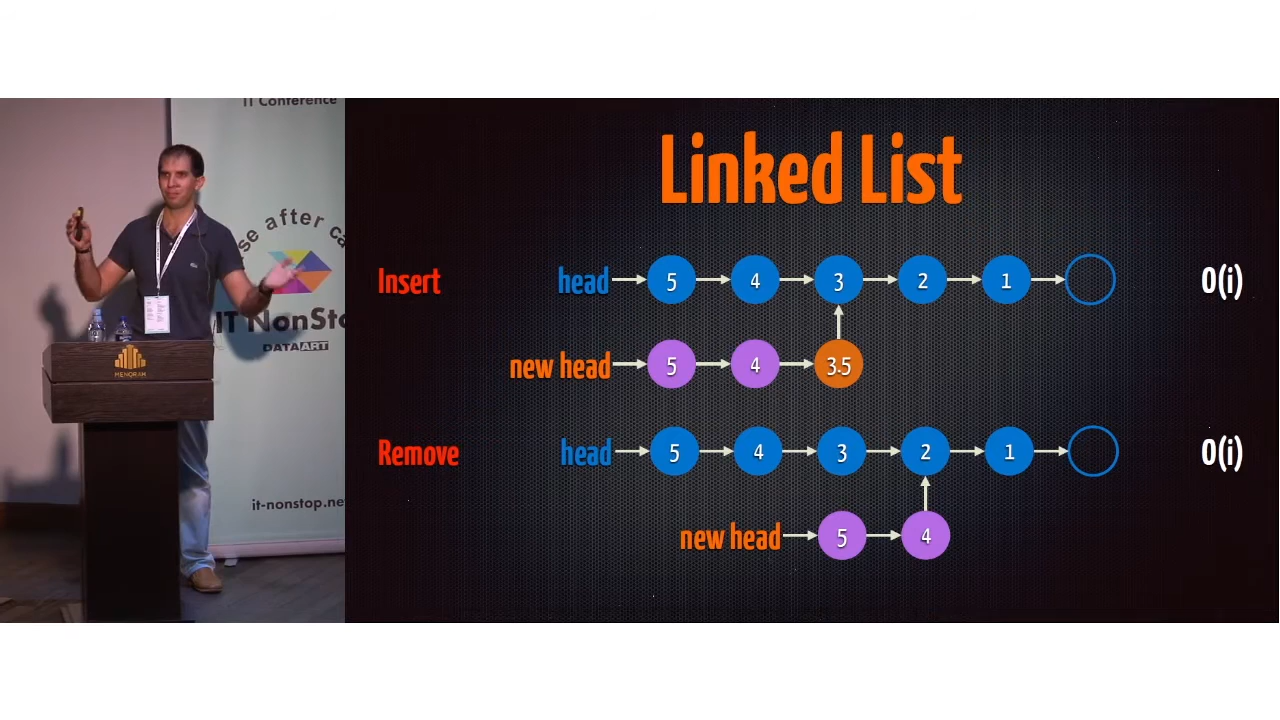 IT Conference
se after ca
IT NonSto
DATAART
MENORAH
it-nonstop.ne
Linked List
Insert
head 5 4 3 2 1 O(i)
new head 5 4 3.5
Remove
head 5 4 3 2 1 O(i)
new head 5 4